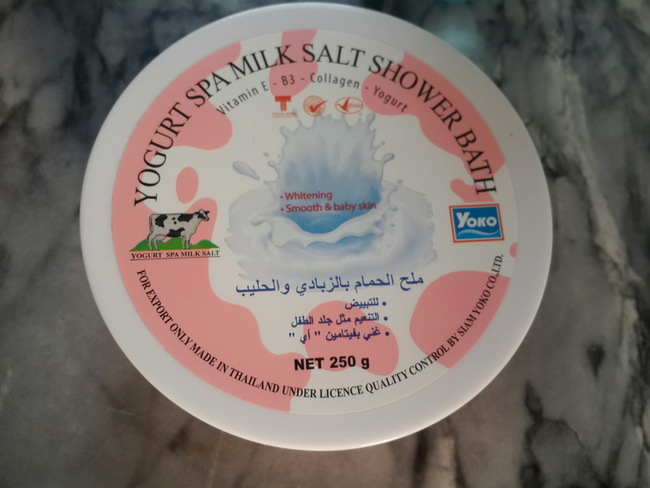 YOGURT SPA MILK SALT SHOWER BATH
Vitamin E - B3 - Collagen - Yogurt
• Whitening
• Smooth & baby skin
YOKO
YOGURT SPA MILK SALT
ملح الحمام بالزبادي والحليب
• للتبييض
• التنعيم مثل جلد الطفل
• غني بفيتامين " أي "
NET 250 g
FOR EXPORT ONLY MADE IN THAILAND UNDER LICENCE QUALITY CONTROL BY SIAM YOKO CO.,LTD.